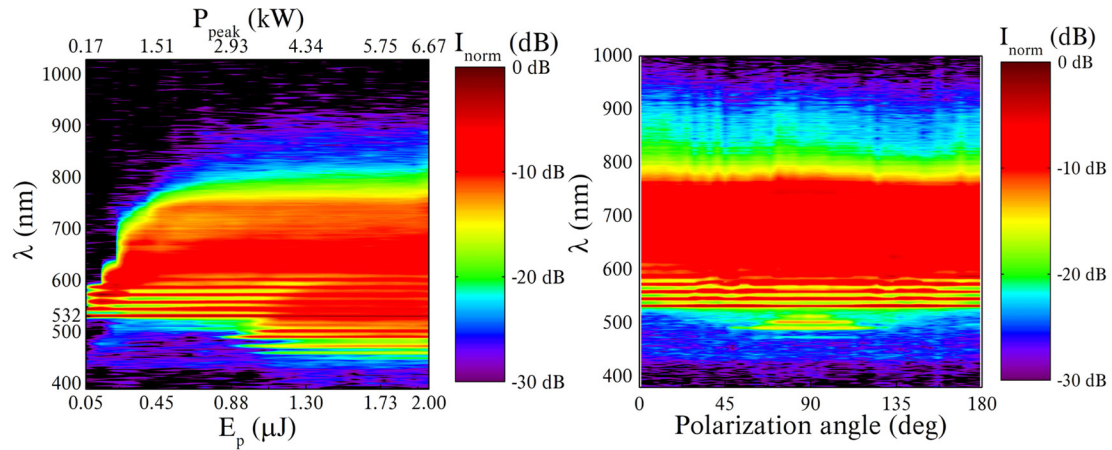 P_peak (kW)
0.17 1.51 2.93 4.34 5.75 6.67
I_norm (dB)
0 dB
-10 dB
-20 dB
-30 dB
1000
900
800
700
600
532
500
400
λ (nm)
0.05 0.45 0.88 1.30 1.73 2.00
E_p (μJ)
I_norm (dB)
0 dB
-10 dB
-20 dB
-30 dB
1000
900
800
700
600
500
400
λ (nm)
0 45 90 135 180
Polarization angle (deg)